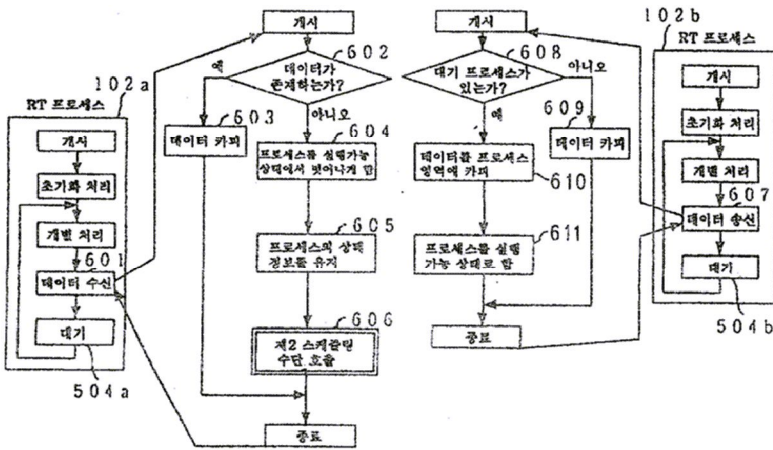 102a
RT 프로세스
개시
초기화 처리
개별 처리
601
데이터 수신
대기
504a
개시
602
데이터가
존재하는가?
예
아니오
603
데이터 카피
604
프로세스를 실행가능
상태에서 벗어나게 함
605
프로세스의 상태
정보를 유지
606
제2 스케쥴링
수단 호출
종료
개시
608
대기 프로세스가
있는가?
아니오
예
609
데이터 카피
데이터를 프로세스
영역에 카피
610
프로세스를 실행
가능 상태로 함
611
종료
102b
RT 프로세스
개시
초기화 처리
개별 처리
607
데이터 송신
대기
504b